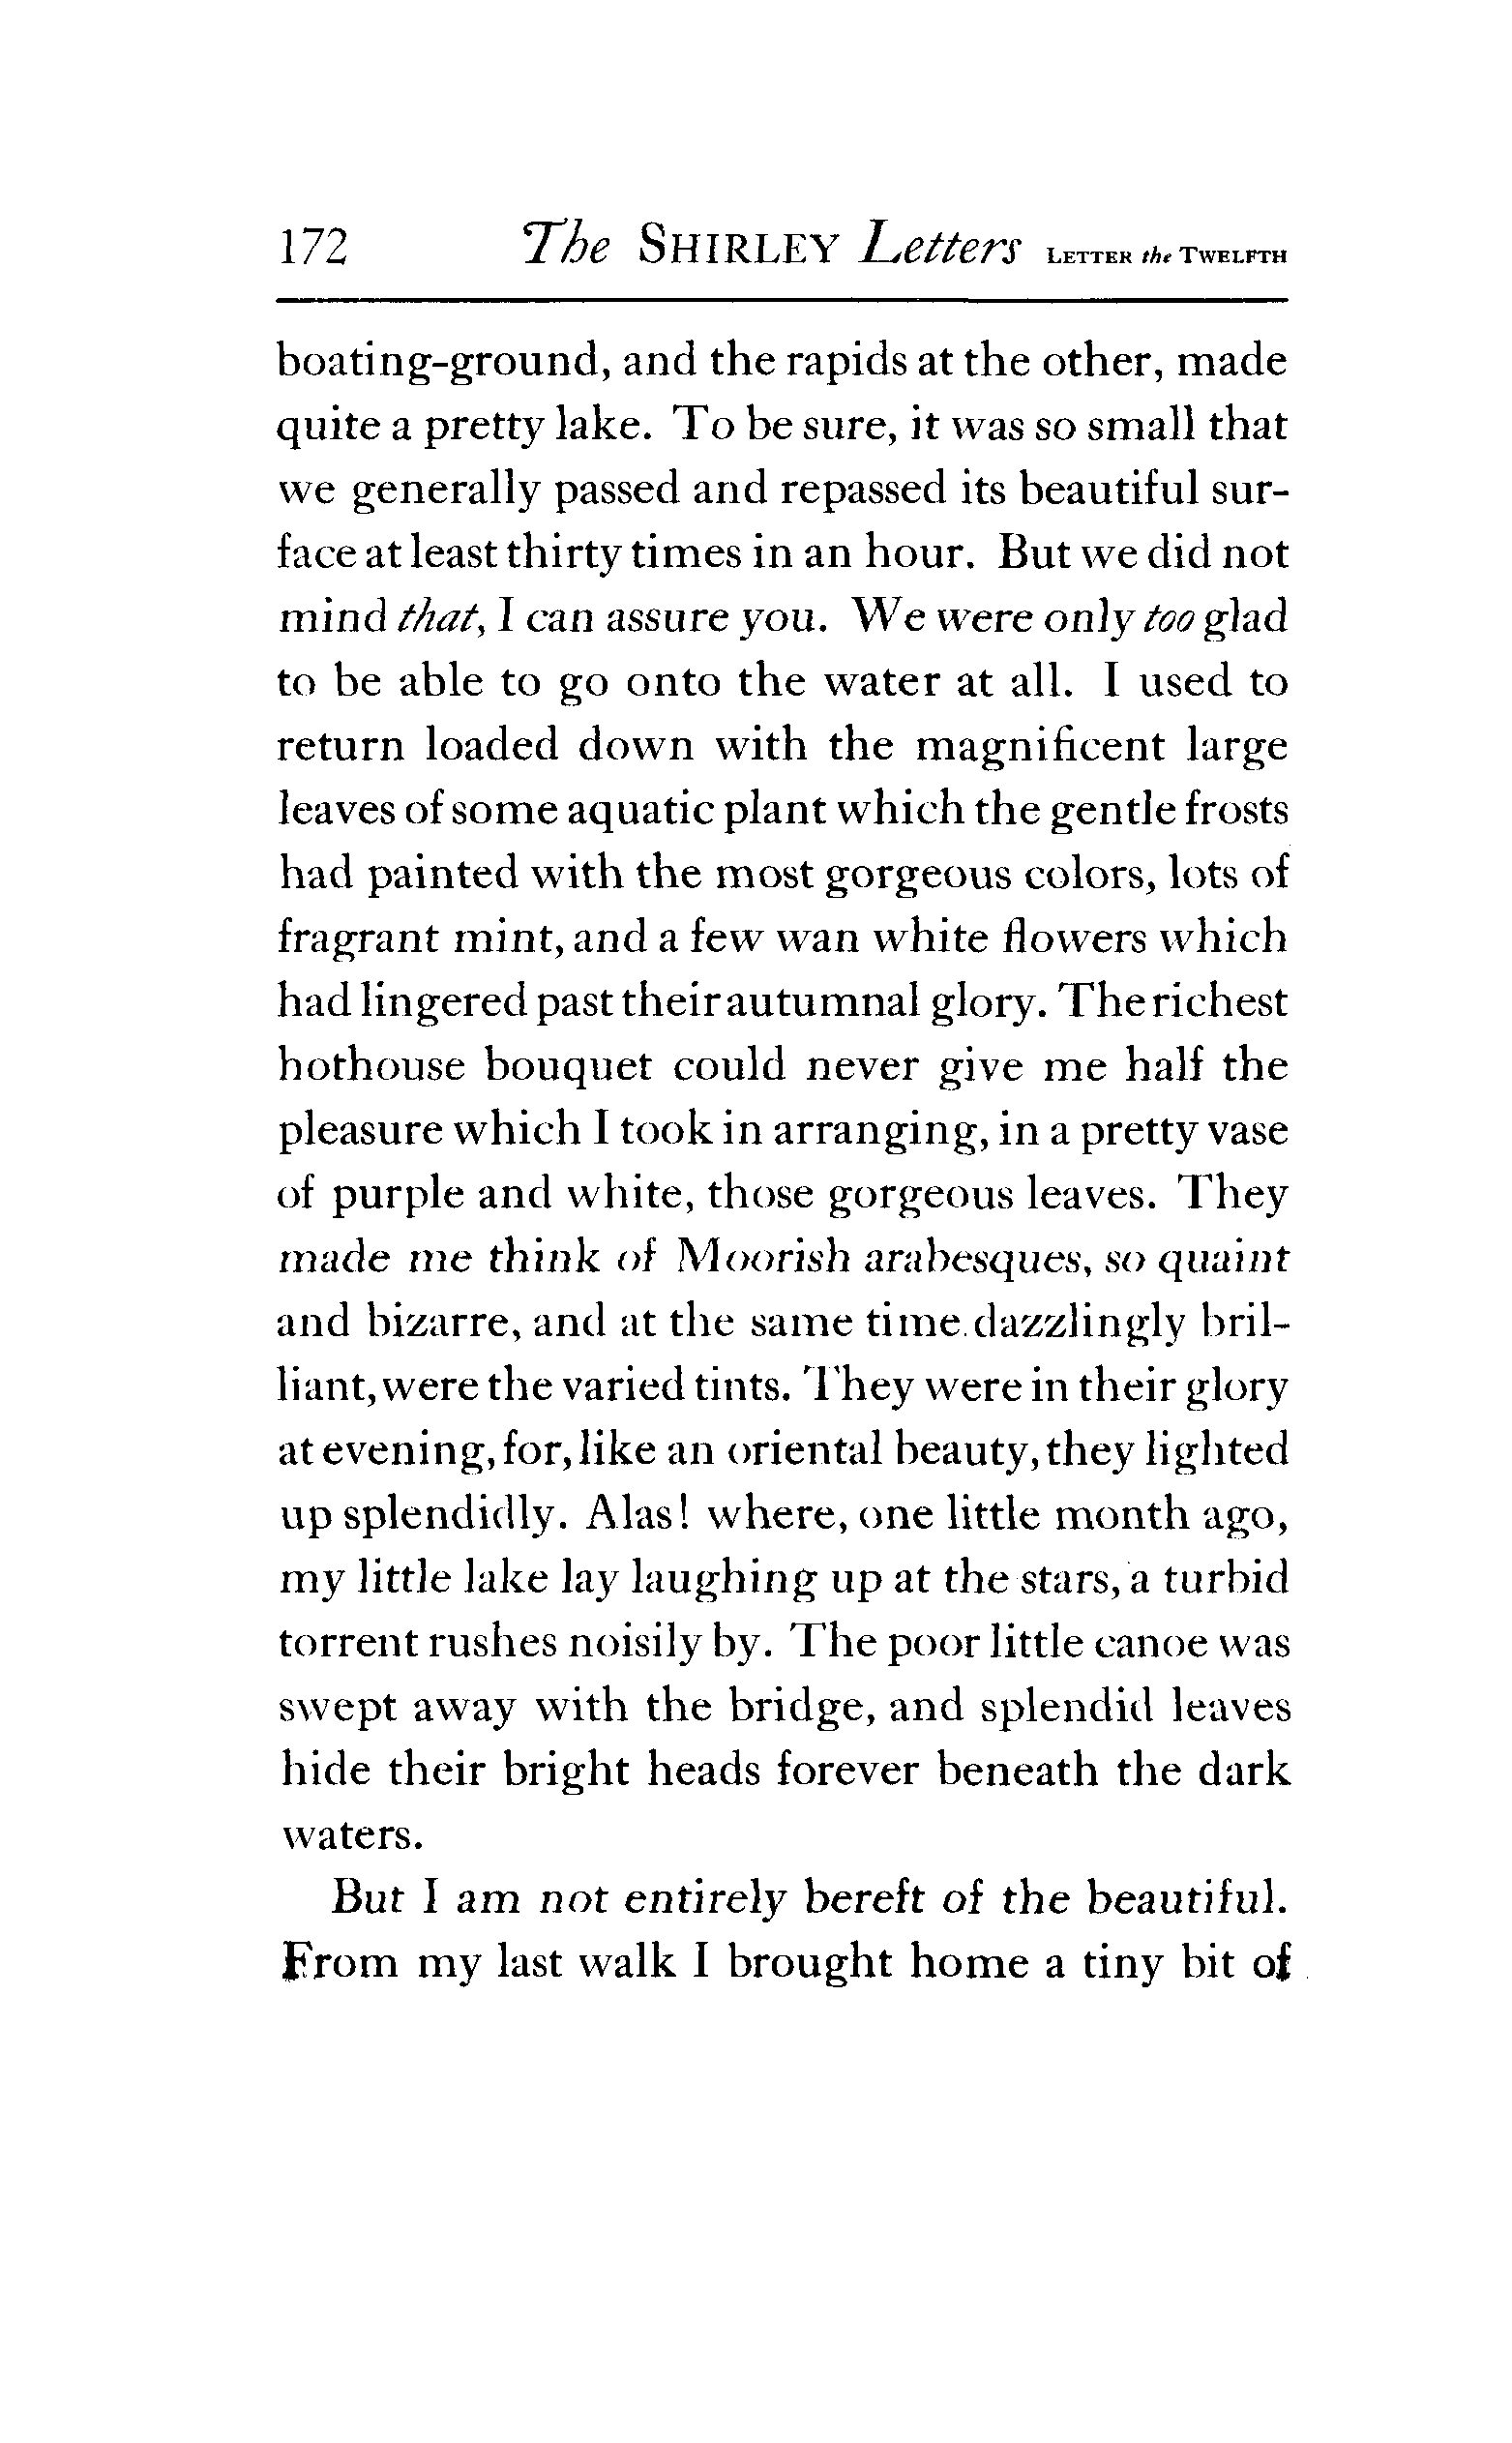 172 The SHIRLEY Letters LETTER the TWELFTH
boating-ground, and the rapids at the other, made
quite a pretty lake. To be sure, it was so small that
we generally passed and repassed its beautiful sur-
face at least thirty times in an hour. But we did not
mind that, I can assure you. We were only too glad
to be able to go onto the water at all. I used to
return loaded down with the magnificent large
leaves of some aquatic plant which the gentle frosts
had painted with the most gorgeous colors, lots of
fragrant mint, and a few wan white flowers which
had lingered past their autumnal glory. The richest
hothouse bouquet could never give me half the
pleasure which I took in arranging, in a pretty vase
of purple and white, those gorgeous leaves. They
made me think of Moorish arabesques, so quaint
and bizarre, and at the same time dazzlingly bril-
liant, were the varied tints. They were in their glory
at evening, for, like an oriental beauty, they lighted
up splendidly. Alas! where, one little month ago,
my little lake lay laughing up at the stars, a turbid
torrent rushes noisily by. The poor little canoe was
swept away with the bridge, and splendid leaves
hide their bright heads forever beneath the dark
waters.
But I am not entirely bereft of the beautiful.
From my last walk I brought home a tiny bit of